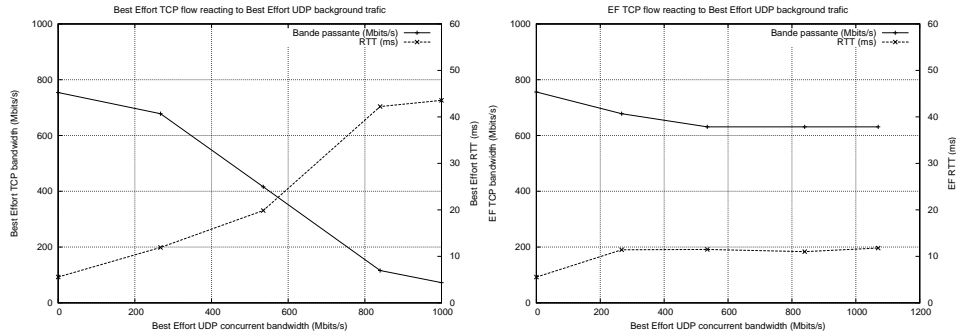 Best Effort TCP flow reacting to Best Effort UDP background trafic
Bande passante (Mbits/s)
RTT (ms)
1000
800
600
400
200
0
60
50
40
30
20
10
0
0 200 400 600 800 1000
Best Effort TCP bandwidth (Mbits/s)
Best Effort RTT (ms)
Best Effort UDP concurrent bandwidth (Mbits/s)
EF TCP flow reacting to Best Effort UDP background trafic
Bande passante (Mbits/s)
RTT (ms)
1000
800
600
400
200
0
60
50
40
30
20
10
0
0 200 400 600 800 1000 1200
EF TCP bandwidth (Mbits/s)
EF RTT (ms)
Best Effort UDP concurrent bandwidth (Mbits/s)